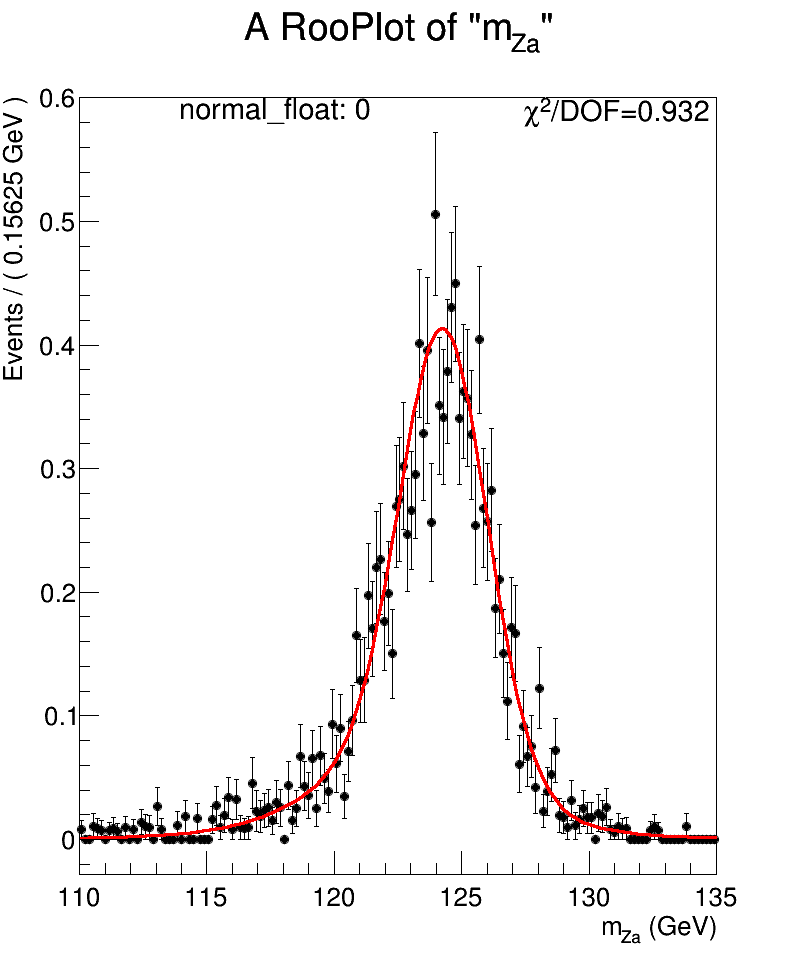 A RooPlot of "m_Za"
normal_float: 0
χ²/DOF=0.932
Events / ( 0.15625 GeV )
0.6
0.5
0.4
0.3
0.2
0.1
0
110 115 120 125 130 135
m_Za (GeV)